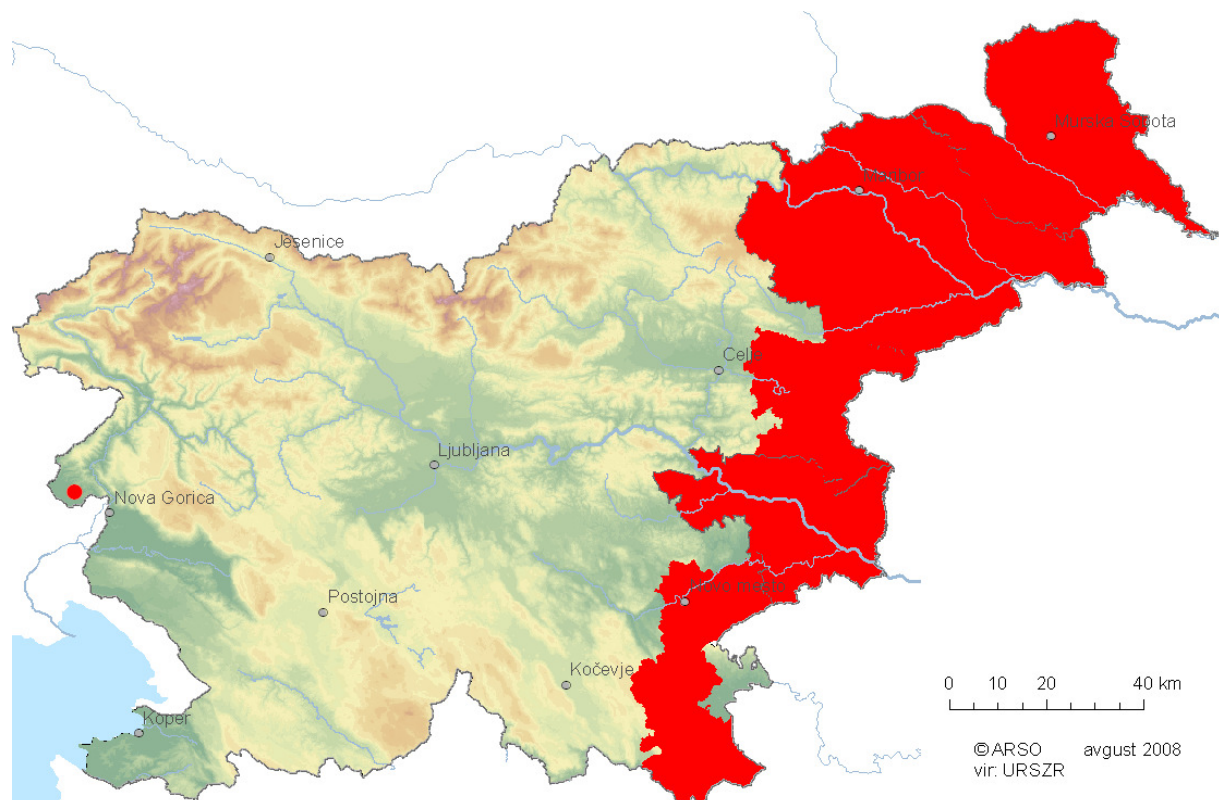 Murska Sobota
Maribor
Jesenice
Celje
Ljubljana
Nova Gorica
Novo mesto
Postojna
Kočevje
0 10 20 40 km
Koper
©ARSO avgust 2008
vir: URSZR